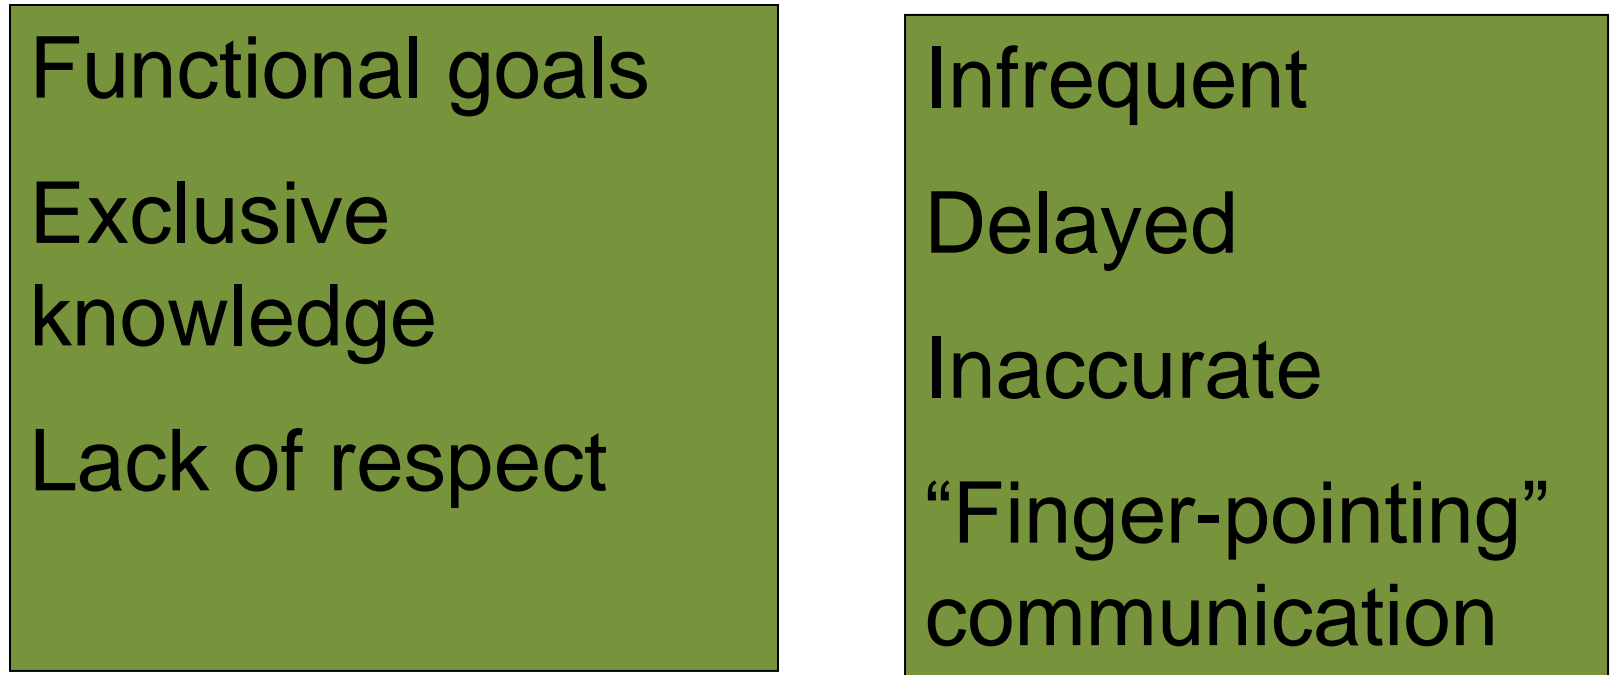 Functional goals
Exclusive
knowledge
Lack of respect
Infrequent
Delayed
Inaccurate
“Finger-pointing”
communication